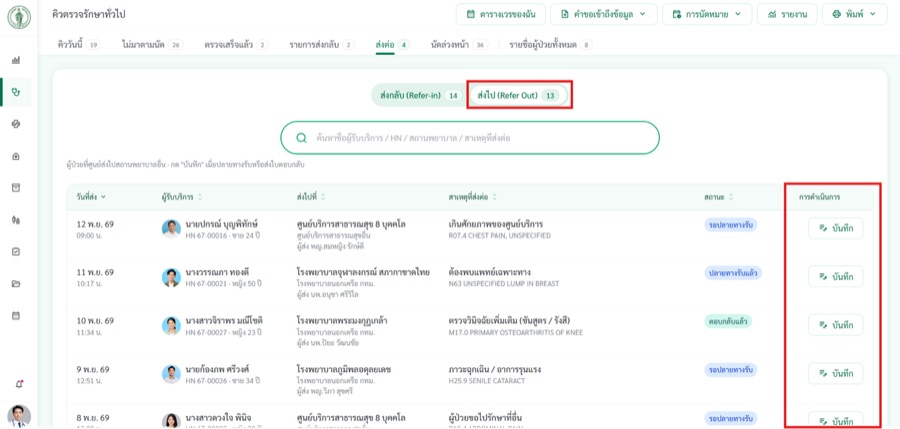 คิวตรวจรักษาทั่วไป
ตารางเวรของฉัน
คำขอเข้าถึงข้อมูล
การนัดหมาย
รายงาน
พิมพ์
คิววันนี้ 19
ไม่มาตามนัด 26
ตรวจเสร็จแล้ว 2
รายการส่งกลับ 2
ส่งต่อ 4
นัดล่วงหน้า 36
รายชื่อผู้ป่วยทั้งหมด 8
ส่งกลับ (Refer-in) 14
ส่งไป (Refer Out) 13
ค้นหาชื่อผู้รับบริการ / HN / สถานพยาบาล / สาเหตุที่ส่งต่อ
ผู้ป่วยที่ศูนย์ส่งไปสถานพยาบาลอื่น · กด "บันทึก" เมื่อปลายทางรับหรือส่งใบตอบกลับ
วันที่ส่ง ผู้รับบริการ ส่งไปที่ สาเหตุที่ส่งต่อ สถานะ การดำเนินการ
12 พ.ย. 69 นายปกรณ์ บุญพิทักษ์ ศูนย์บริการสาธารณสุข 8 บุคคโล เกินศักยภาพของศูนย์บริการ รอปลายทางรับ บันทึก
09:00 น. HN 67-00016 · ชาย 24 ปี ศูนย์บริการสาธารณสุขอื่น R07.4 CHEST PAIN, UNSPECIFIED
ผู้ส่ง พญ.สมหญิง รักษ์ดี
11 พ.ย. 69 นางวรรณภา ทองดี โรงพยาบาลจุฬาลงกรณ์ สภากาชาดไทย ต้องพบแพทย์เฉพาะทาง ปลายทางรับแล้ว บันทึก
10:17 น. HN 67-00021 · หญิง 50 ปี โรงพยาบาลนอกเครือ กทม. N63 UNSPECIFIED LUMP IN BREAST
ผู้ส่ง นพ.อนุชา ศรีวิไล
10 พ.ย. 69 นางสาวจิราพร มณีโชติ โรงพยาบาลพระมงกุฎเกล้า ตรวจวินิจฉัยเพิ่มเติม (ชันสูตร / รังสี) ตอบกลับแล้ว บันทึก
11:34 น. HN 67-00027 · หญิง 23 ปี โรงพยาบาลนอกเครือ กทม. M17.0 PRIMARY OSTEOARTHRITIS OF KNEE
ผู้ส่ง นพ.ปิยะ วัฒนชัย
9 พ.ย. 69 นายก้องภพ ศรีวงศ์ โรงพยาบาลภูมิพลอดุลยเดช ภาวะฉุกเฉิน / อาการรุนแรง รอปลายทางรับ บันทึก
12:51 น. HN 67-00026 · ชาย 34 ปี โรงพยาบาลนอกเครือ กทม. H25.9 SENILE CATARACT
ผู้ส่ง พญ.วิภา สุขศรี
8 พ.ย. 69 นางสาวดวงใจ พินิจ ศูนย์บริการสาธารณสุข 8 บุคคโล ผู้ป่วยขอไปรักษาที่อื่น รอปลายทางรับ บันทึก